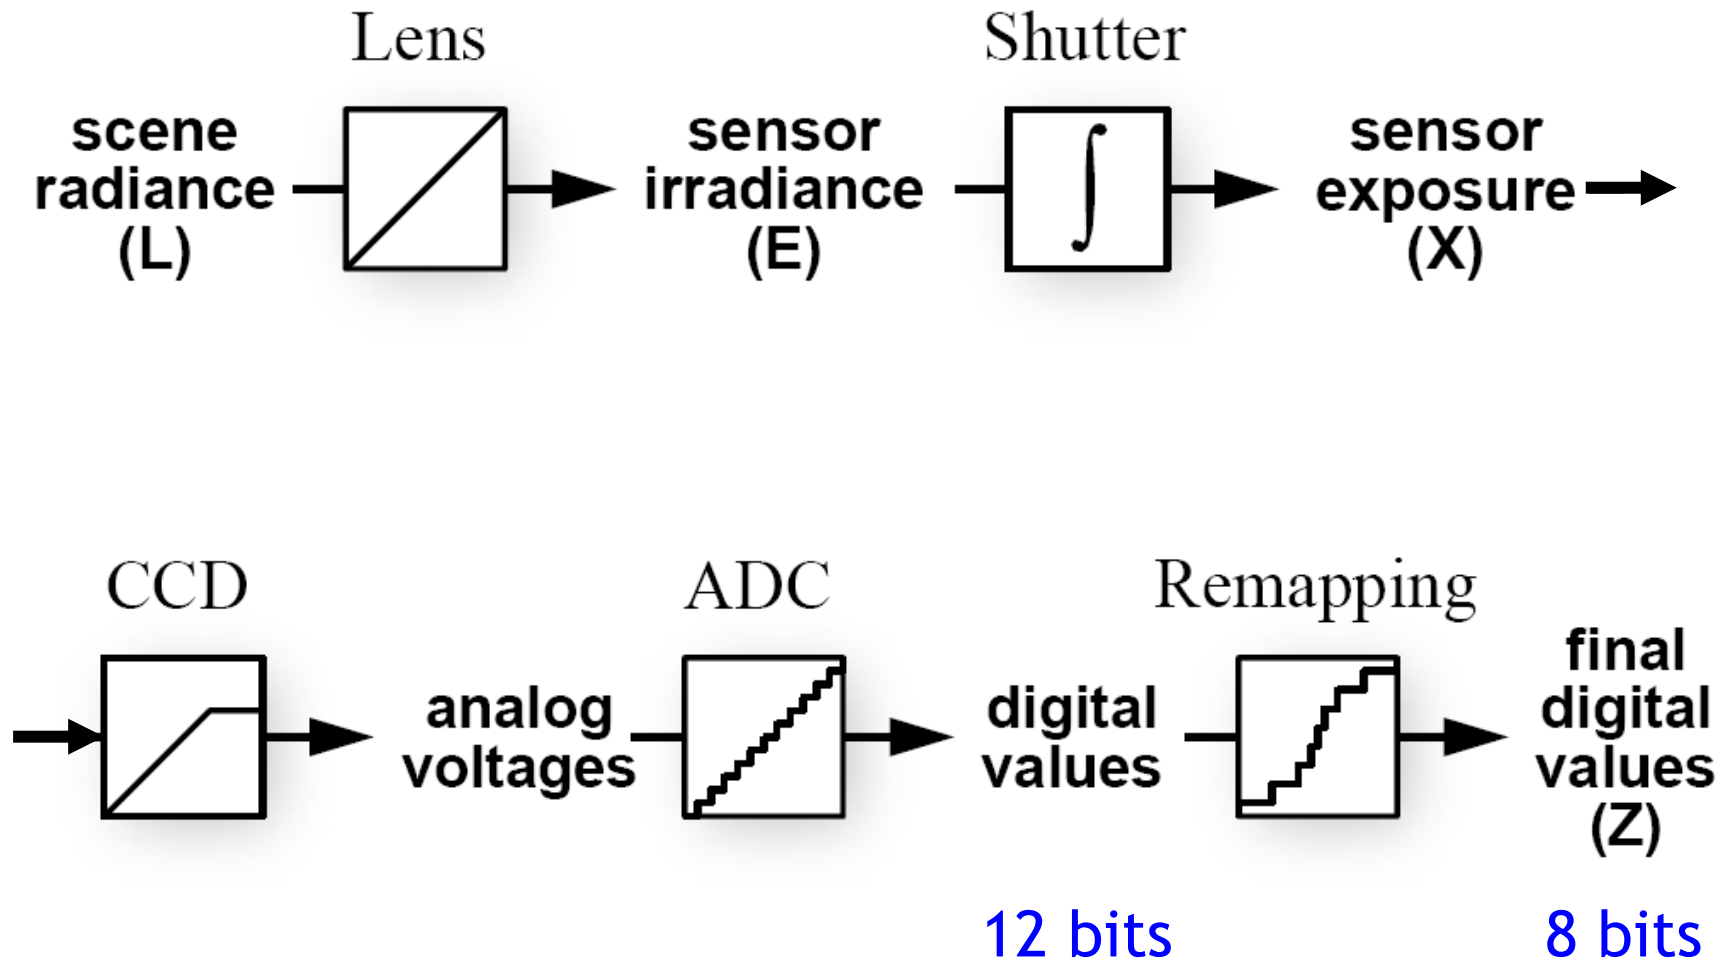 Lens
Shutter
scene
radiance
(L)
sensor
irradiance
(E)
∫
sensor
exposure
(X)
CCD
ADC
Remapping
analog
voltages
digital
values
final
digital
values
(Z)
12 bits
8 bits